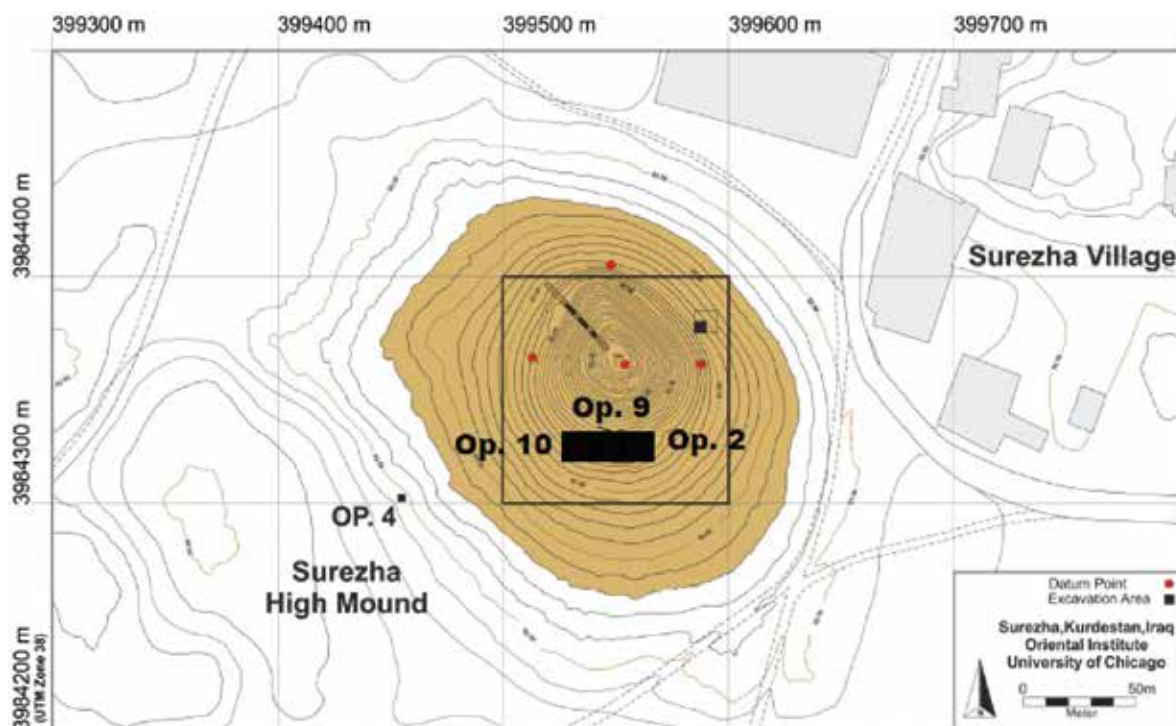 399300 m
399400 m
399500 m
399600 m
399700 m
3984400 m
Surezha Village
Op. 9
Op. 10
Op. 2
3984300 m
OP. 4
Surezha
High Mound
3984200 m
(UTM Zone 38)
Datum Point
Excavation Area
Surezha,Kurdestan,Iraq
Oriental Institute
University of Chicago
0 50m
Meter